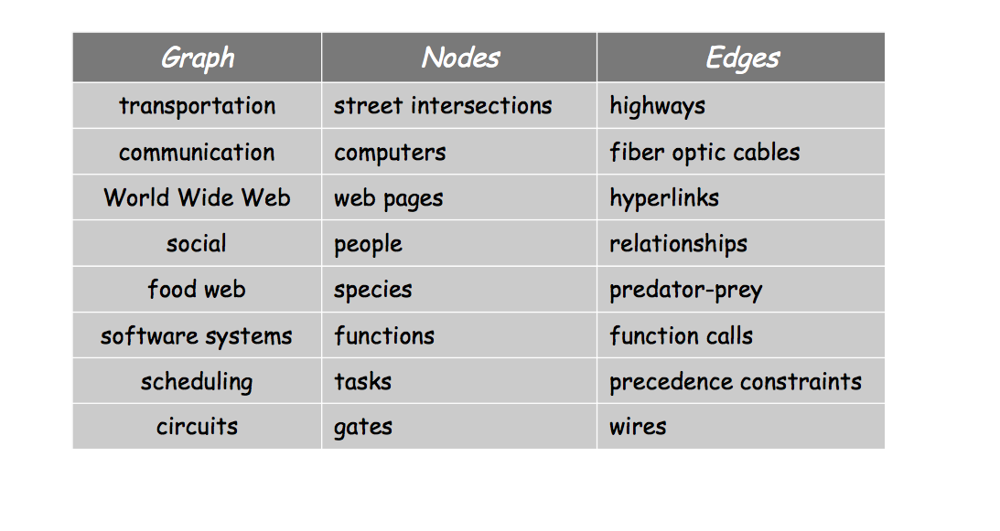 Graph Nodes Edges
transportation street intersections highways
communication computers fiber optic cables
World Wide Web web pages hyperlinks
social people relationships
food web species predator-prey
software systems functions function calls
scheduling tasks precedence constraints
circuits gates wires